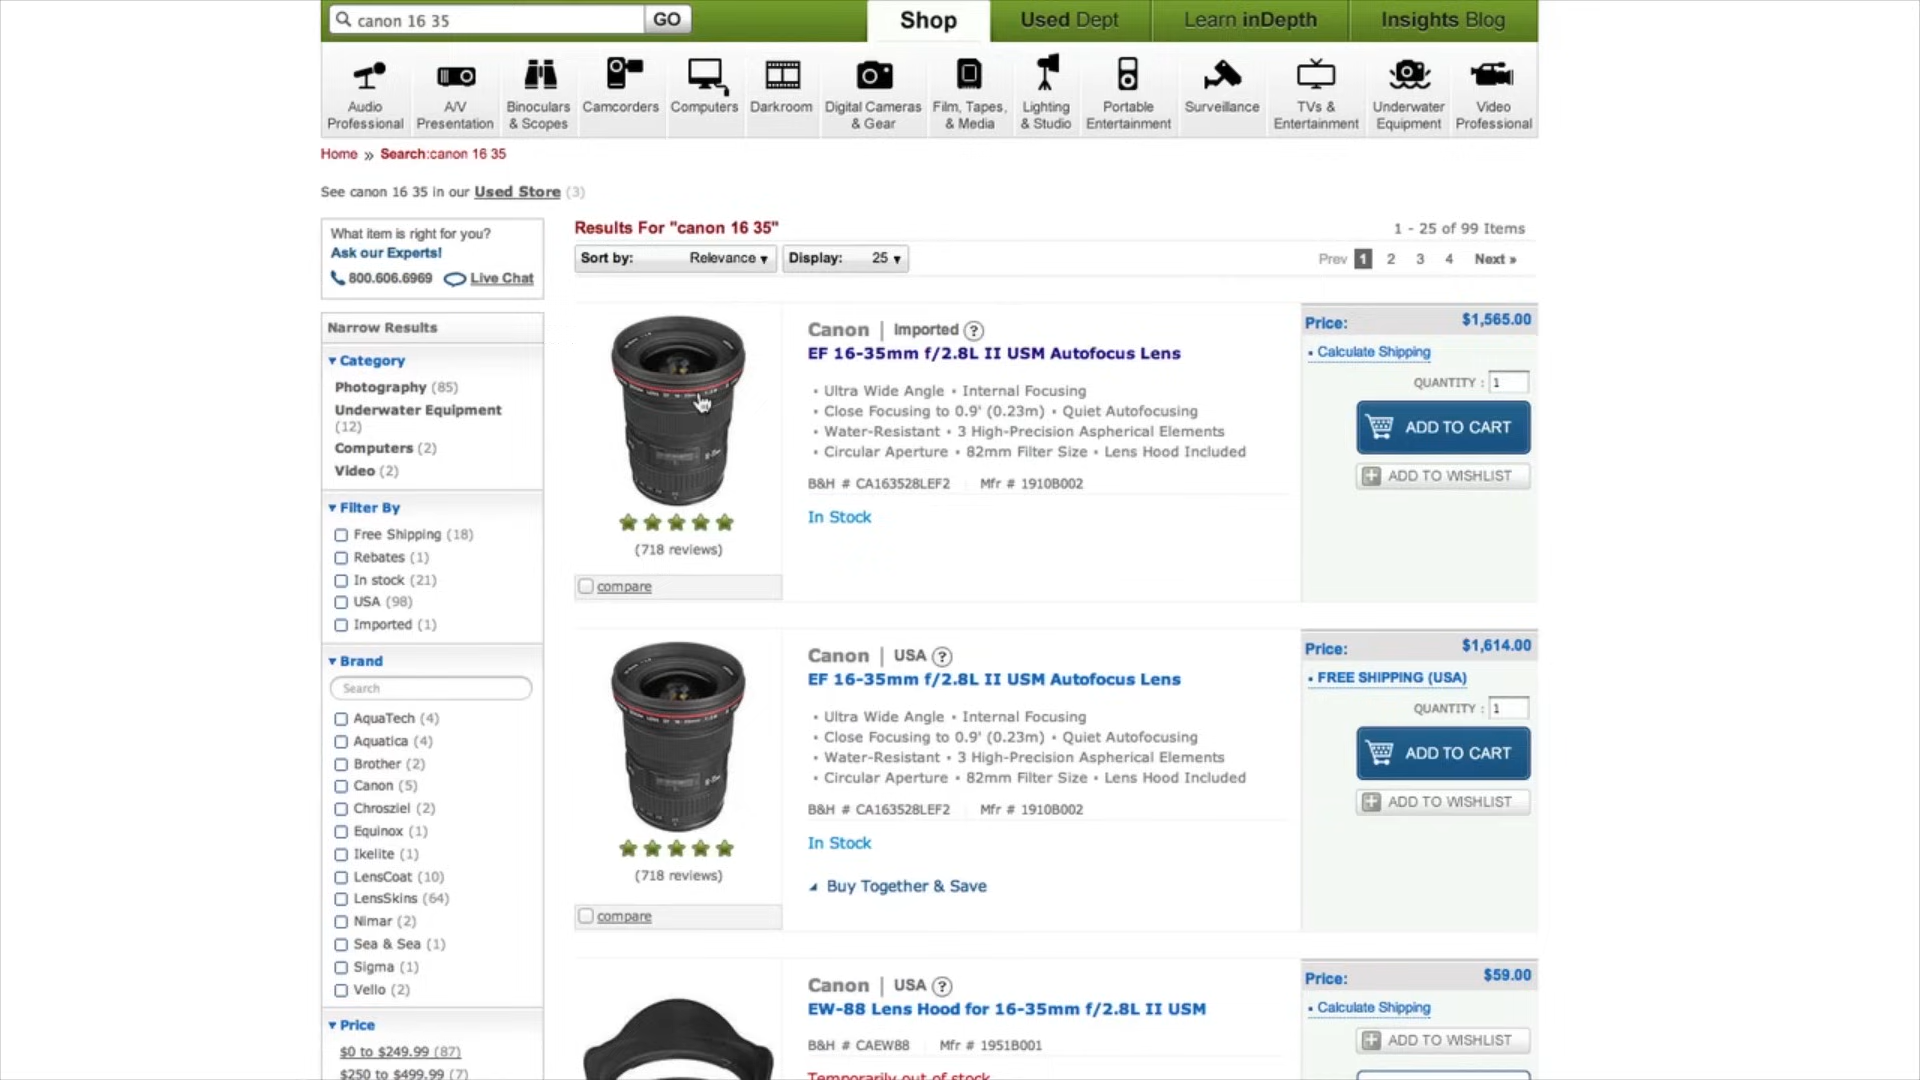 canon 16 35
GO
Shop
Used Dept
Learn inDepth
Insights Blog
Audio
Professional
A/V
Presentation
Binoculars
& Scopes
Camcorders
Computers
Darkroom
Digital Cameras
& Gear
Film, Tapes,
& Media
Lighting
& Studio
Portable
Entertainment
Surveillance
TVs &
Entertainment
Underwater
Equipment
Video
Professional
Home » Search:canon 16 35
See canon 16 35 in our Used Store (3)
What item is right for you?
Ask our Experts!
800.606.6969 Live Chat
Narrow Results
Category
Photography (85)
Underwater Equipment
(12)
Computers (2)
Video (2)
Filter By
Free Shipping (18)
Rebates (1)
In stock (21)
USA (98)
Imported (1)
Brand
Search
AquaTech (4)
Aquatica (4)
Brother (2)
Canon (5)
Chrosziel (2)
Equinox (1)
Ikelite (1)
LensCoat (10)
LensSkins (64)
Nimar (2)
Sea & Sea (1)
Sigma (1)
Vello (2)
Price
$0 to $249.99 (87)
$250 to $499.99 (7)
Results For "canon 16 35"
1 - 25 of 99 Items
Sort by: Relevance ▾
Display: 25 ▾
Prev 1 2 3 4 Next »
Canon | Imported ?
EF 16-35mm f/2.8L II USM Autofocus Lens
• Ultra Wide Angle • Internal Focusing
• Close Focusing to 0.9' (0.23m) • Quiet Autofocusing
• Water-Resistant • 3 High-Precision Aspherical Elements
• Circular Aperture • 82mm Filter Size • Lens Hood Included
B&H # CA163528LEF2 Mfr # 1910B002
In Stock
(718 reviews)
compare
Price: $1,565.00
• Calculate Shipping
QUANTITY : 1
ADD TO CART
ADD TO WISHLIST
Canon | USA ?
EF 16-35mm f/2.8L II USM Autofocus Lens
• Ultra Wide Angle • Internal Focusing
• Close Focusing to 0.9' (0.23m) • Quiet Autofocusing
• Water-Resistant • 3 High-Precision Aspherical Elements
• Circular Aperture • 82mm Filter Size • Lens Hood Included
B&H # CA163528LEF2 Mfr # 1910B002
In Stock
(718 reviews)
Buy Together & Save
compare
Price: $1,614.00
• FREE SHIPPING (USA)
QUANTITY : 1
ADD TO CART
ADD TO WISHLIST
Canon | USA ?
EW-88 Lens Hood for 16-35mm f/2.8L II USM
B&H # CAEW88 Mfr # 1951B001
Temporarily out of stock
Price: $59.00
• Calculate Shipping
ADD TO WISHLIST